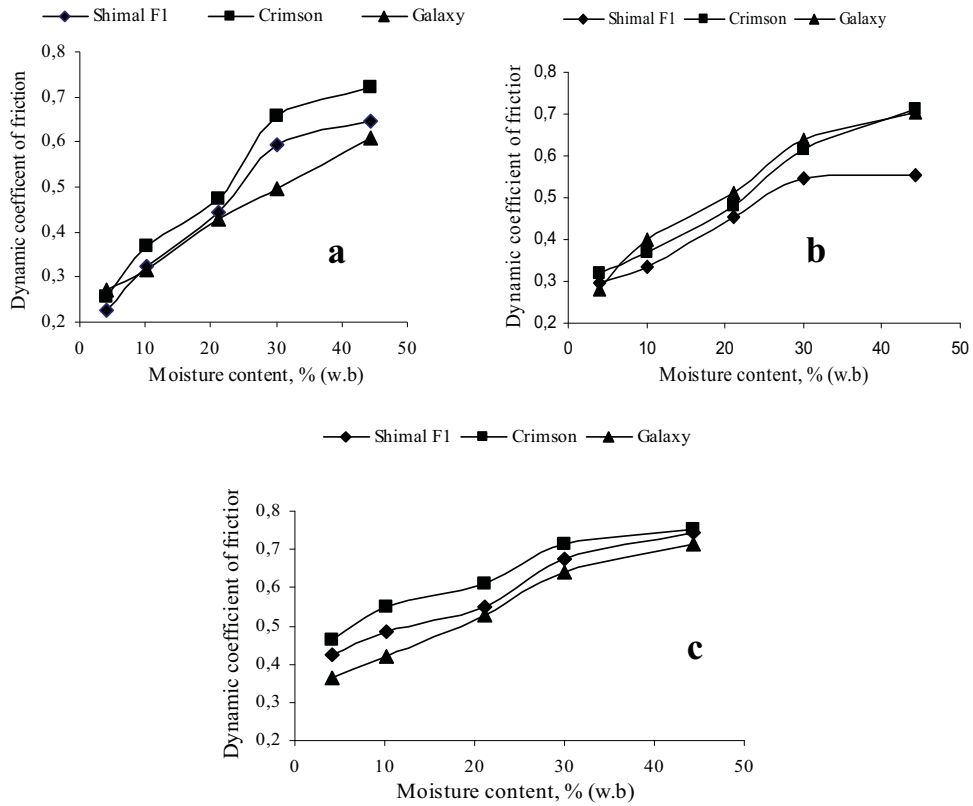 Shimal F1 Crimson Galaxy
0,8
0,7
0,6
0,5
0,4
0,3
0,2
0 10 20 30 40 50
Dynamic coefficent of friction
Moisture content, % (w.b)
a
Shimal F1 Crimson Galaxy
0,8
0,7
0,6
0,5
0,4
0,3
0,2
0 10 20 30 40 50
Dynamic coefficient of frictior
Moisture content, % (w.b)
b
Shimal F1 Crimson Galaxy
0,8
0,7
0,6
0,5
0,4
0,3
0,2
0 10 20 30 40 50
Dynamic coefficient of frictior
Moisture content, % (w.b)
c